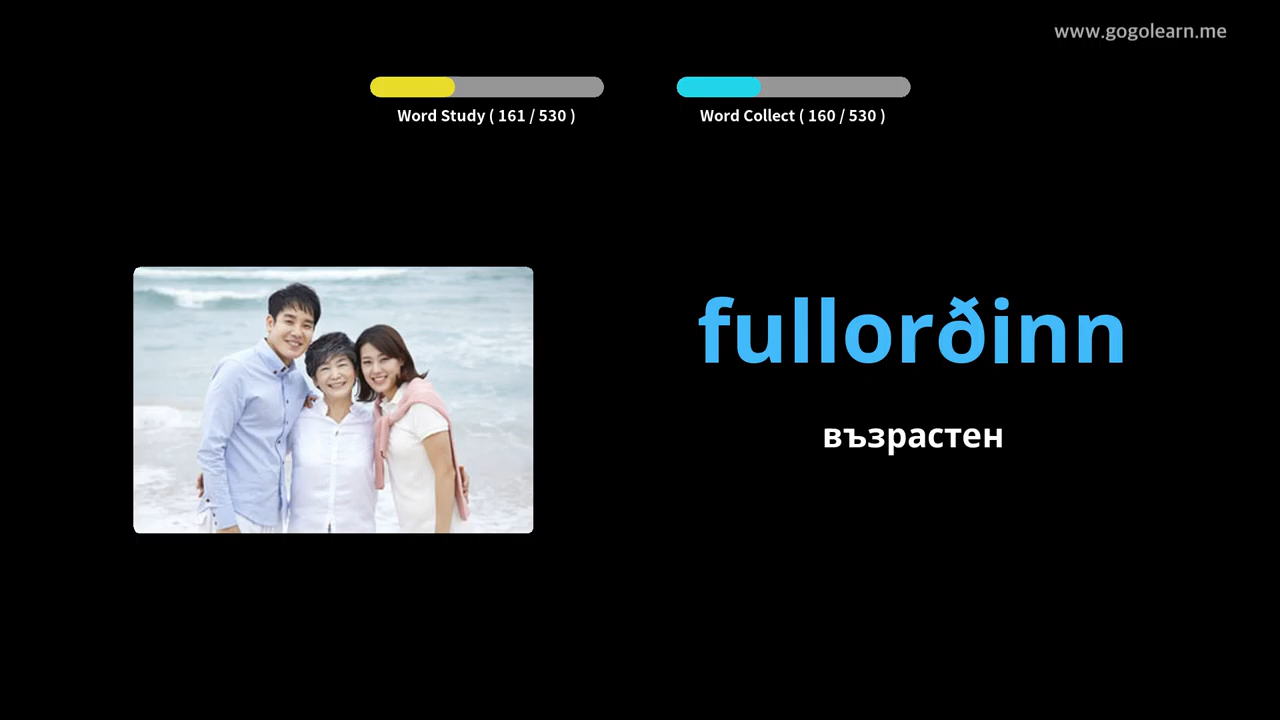 www.gogolearn.me
Word Study ( 161 / 530 )
Word Collect ( 160 / 530 )
fullorðinn
възрастен